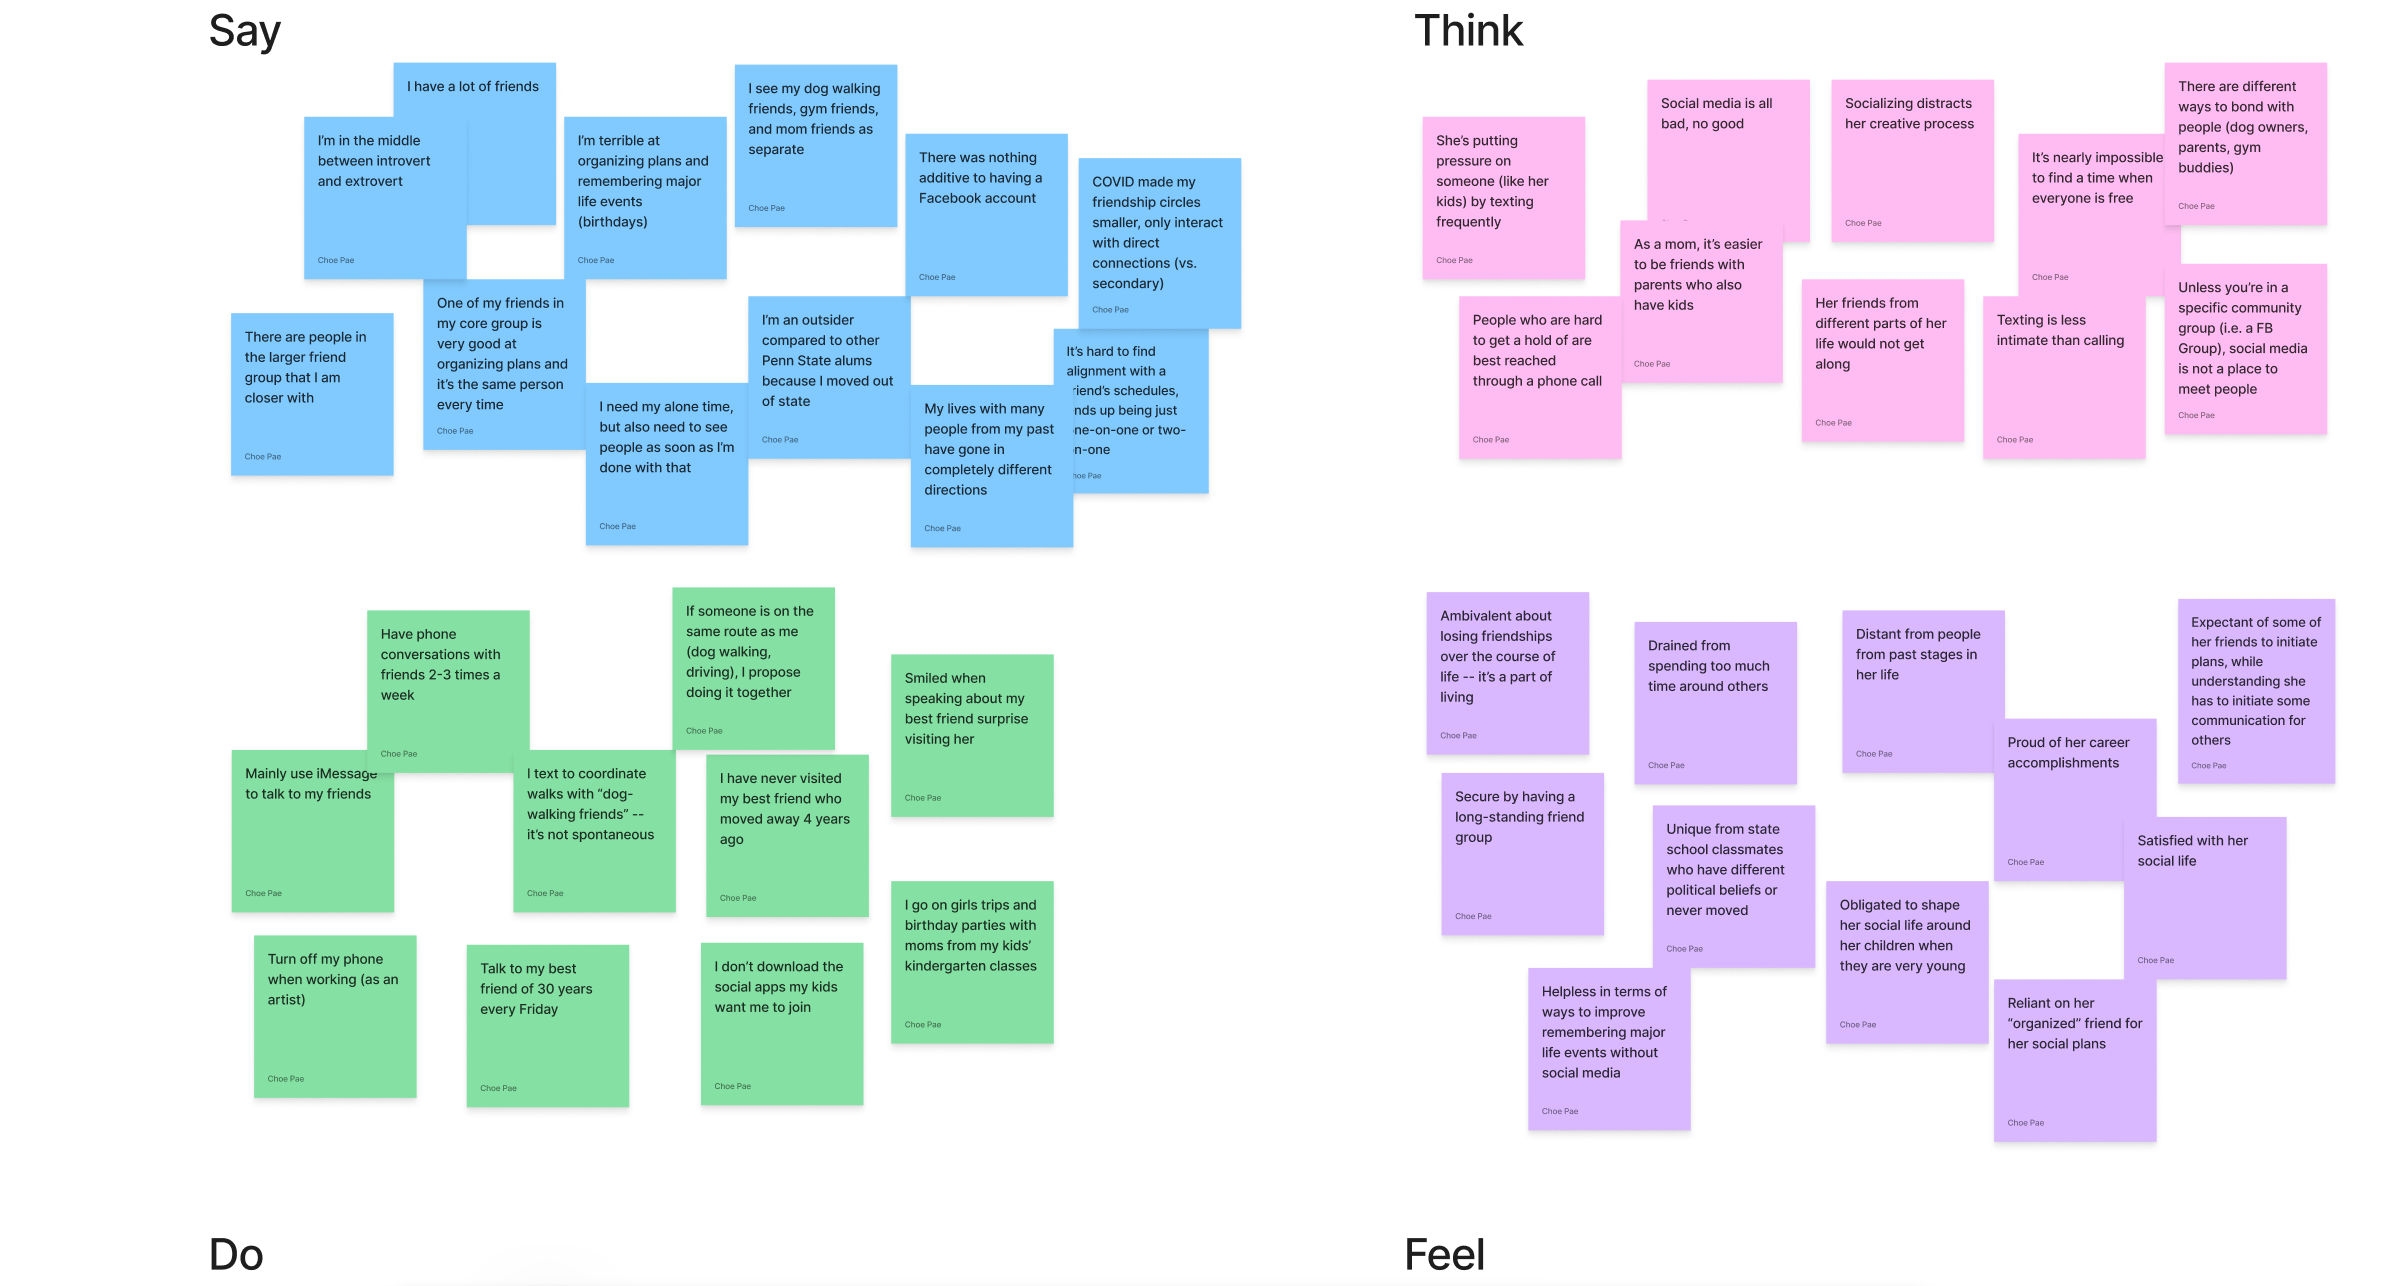 Say
I have a lot of friends
I'm in the middle
between introvert
and extrovert
Choe Pae
I'm terrible at
organizing plans and
remembering major
life events
(birthdays)
Choe Pae
I see my dog walking
friends, gym friends,
and mom friends as
separate
Choe Pae
There was nothing
additive to having a
Facebook account
Choe Pae
COVID made my
friendship circles
smaller, only interact
with direct
connections (vs.
secondary)
Choe Pae
There are people in
the larger friend
group that I am
closer with
Choe Pae
One of my friends in
my core group is
very good at
organizing plans and
it's the same person
every time
Choe Pae
I need my alone time,
but also need to see
people as soon as I'm
done with that
Choe Pae
I'm an outsider
compared to other
Penn State alums
because I moved out
of state
Choe Pae
My lives with many
people from my past
have gone in
completely different
directions
Choe Pae
It's hard to find
alignment with a
riend's schedules,
nds up being just
ne-on-one or two-
n-one
hoe Pae
Think
She's putting
pressure on
someone (like her
kids) by texting
frequently
Choe Pae
Social media is all
bad, no good
Socializing distracts
her creative process
Choe Pae
It's nearly impossible
to find a time when
everyone is free
Choe Pae
There are different
ways to bond with
people (dog owners,
parents, gym
buddies)
Choe Pae
People who are hard
to get a hold of are
best reached
through a phone call
Choe Pae
As a mom, it's easier
to be friends with
parents who also
have kids
Choe Pae
Her friends from
different parts of her
life would not get
along
Choe Pae
Texting is less
intimate than calling
Choe Pae
Unless you're in a
specific community
group (i.e. a FB
Group), social media
is not a place to
meet people
Choe Pae
Have phone
conversations with
friends 2-3 times a
week
Choe Pae
If someone is on the
same route as me
(dog walking,
driving), I propose
doing it together
Choe Pae
Smiled when
speaking about my
best friend surprise
visiting her
Choe Pae
Mainly use iMessage
to talk to my friends
Choe Pae
I text to coordinate
walks with “dog-
walking friends” --
it's not spontaneous
Choe Pae
I have never visited
my best friend who
moved away 4 years
ago
Choe Pae
I go on girls trips and
birthday parties with
moms from my kids'
kindergarten classes
Choe Pae
Turn off my phone
when working (as an
artist)
Choe Pae
Talk to my best
friend of 30 years
every Friday
Choe Pae
I don't download the
social apps my kids
want me to join
Choe Pae
Do
Ambivalent about
losing friendships
over the course of
life -- it's a part of
living
Choe Pae
Drained from
spending too much
time around others
Choe Pae
Distant from people
from past stages in
her life
Choe Pae
Expectant of some of
her friends to initiate
plans, while
understanding she
has to initiate some
communication for
others
Choe Pae
Proud of her career
accomplishments
Choe Pae
Secure by having a
long-standing friend
group
Choe Pae
Unique from state
school classmates
who have different
political beliefs or
never moved
Choe Pae
Satisfied with her
social life
Choe Pae
Obligated to shape
her social life around
her children when
they are very young
Choe Pae
Helpless in terms of
ways to improve
remembering major
life events without
social media
Choe Pae
Reliant on her
“organized” friend for
her social plans
Choe Pae
Feel